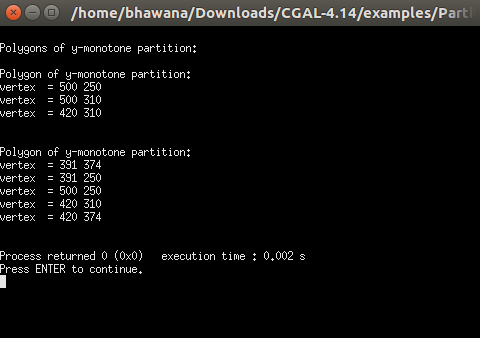 /home/bhawana/Downloads/CGAL-4.14/examples/Parti
Polygons of y-monotone partition:
Polygon of y-monotone partition:
vertex  = 500 250
vertex  = 500 310
vertex  = 420 310
Polygon of y-monotone partition:
vertex  = 391 374
vertex  = 391 250
vertex  = 500 250
vertex  = 420 310
vertex  = 420 374
Process returned 0 (0x0)   execution time : 0.002 s
Press ENTER to continue.